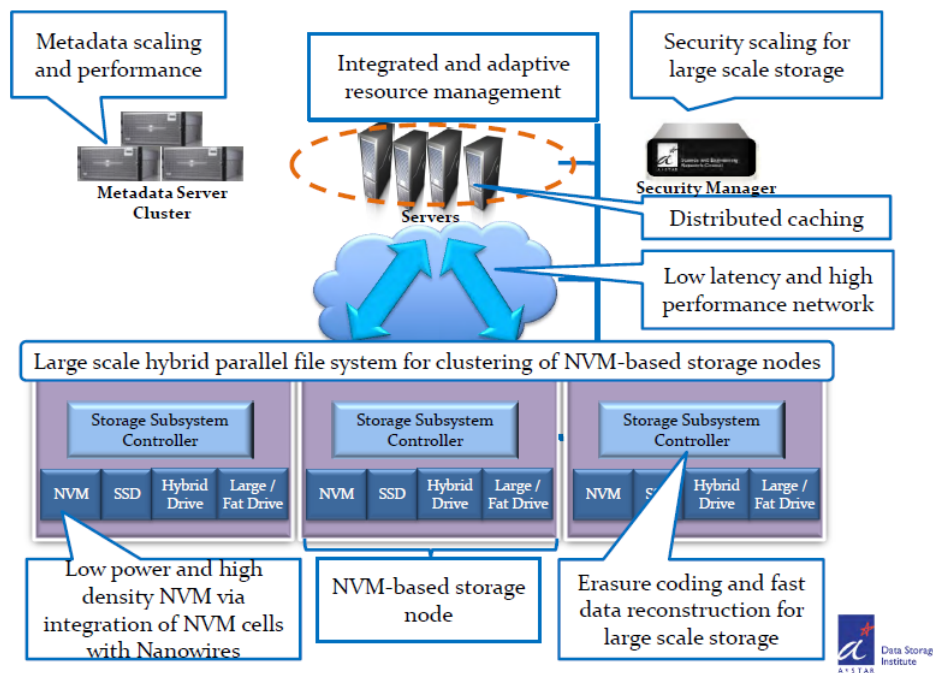 Metadata scaling
and performance
Integrated and adaptive
resource management
Security scaling for
large scale storage
Metadata Server
Cluster
Servers
Security Manager
Distributed caching
Low latency and high
performance network
Large scale hybrid parallel file system for clustering of NVM-based storage nodes
Storage Subsystem
Controller
NVM
SSD
Hybrid
Drive
Large /
Fat Drive
Storage Subsystem
Controller
NVM
SSD
Hybrid
Drive
Large /
Fat Drive
Storage Subsystem
Controller
NVM
Hybrid
Drive
Large /
Fat Drive
Low power and high
density NVM via
integration of NVM cells
with Nanowires
NVM-based storage
node
Erasure coding and fast
data reconstruction for
large scale storage
Data Storage
Institute
A STAR